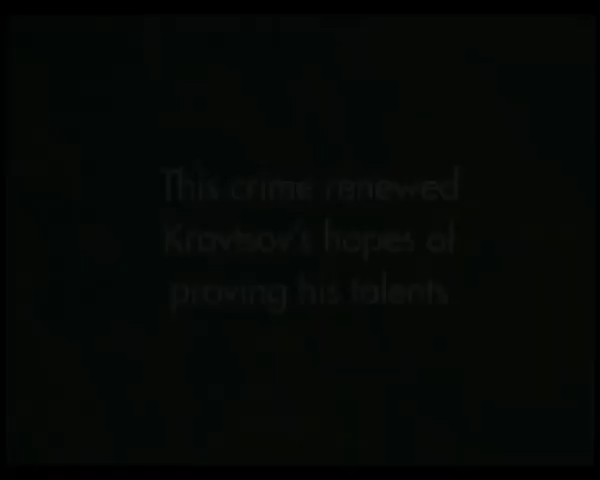 This crime renewed
Kravtsov's hopes of
proving his talents